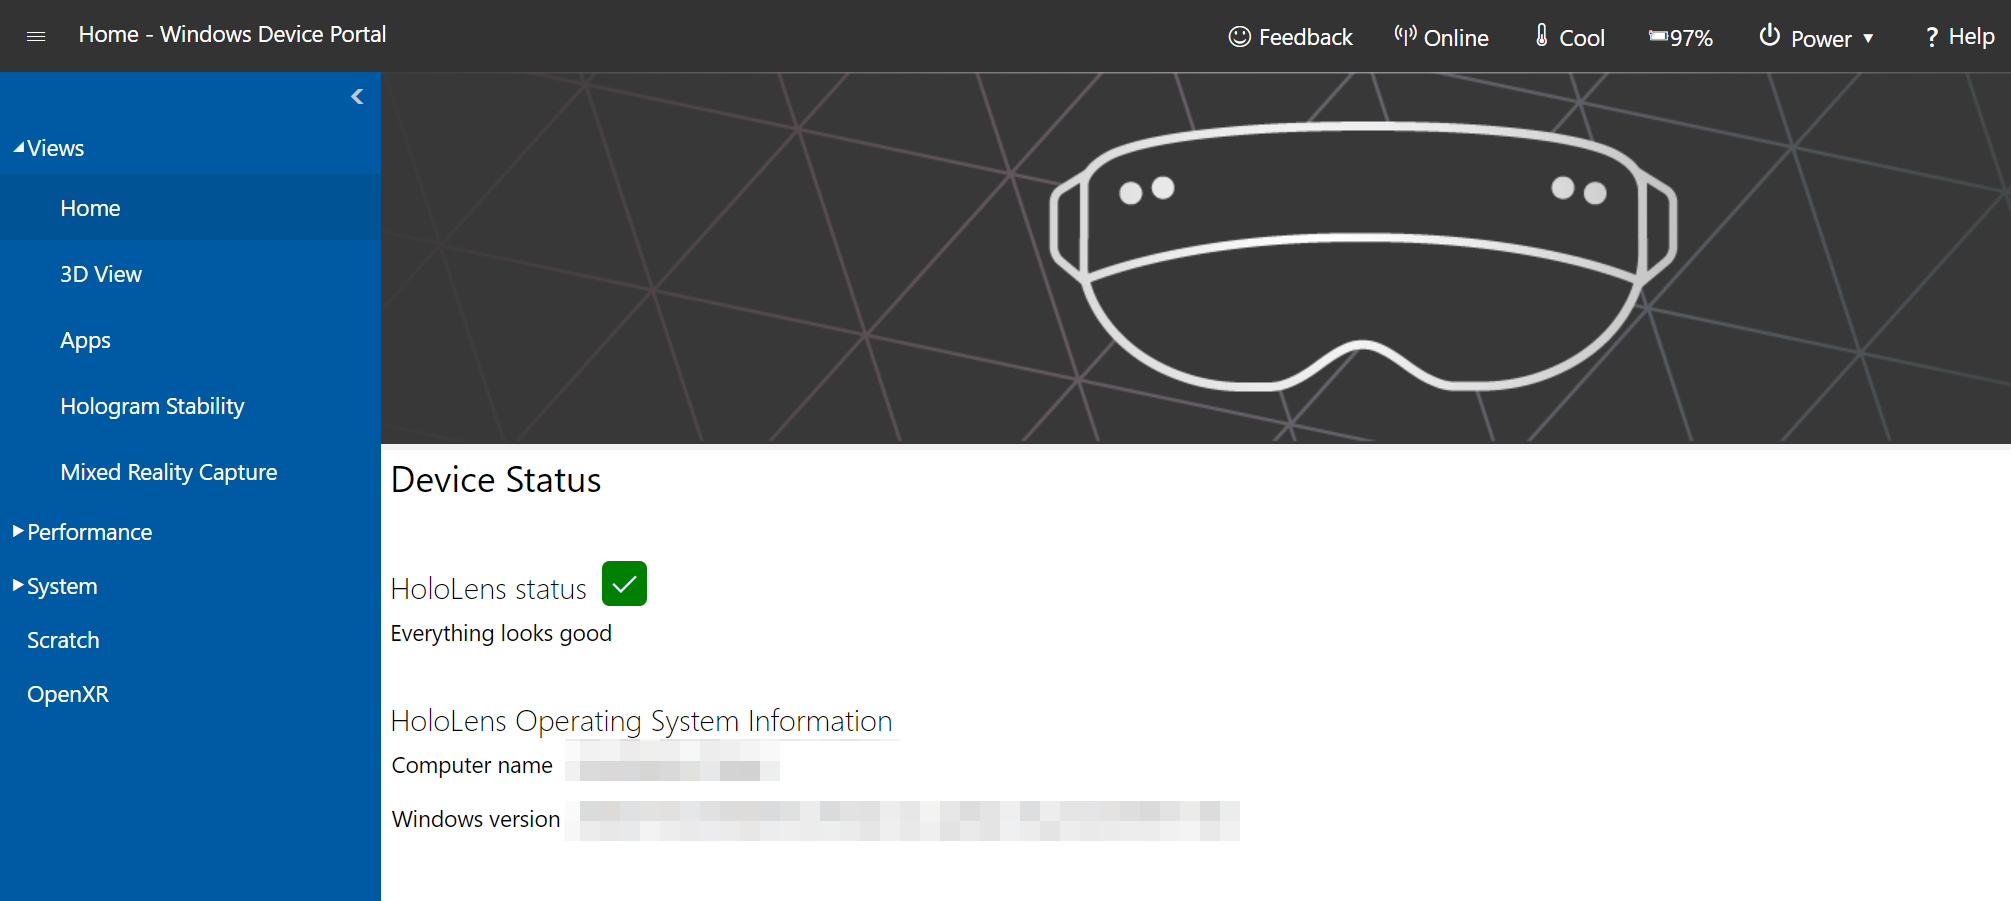 Home - Windows Device Portal
Feedback
Online
Cool
97%
Power
? Help
Views
Home
3D View
Apps
Hologram Stability
Mixed Reality Capture
Performance
System
Scratch
OpenXR
Device Status
HoloLens status
Everything looks good
HoloLens Operating System Information
Computer name
Windows version